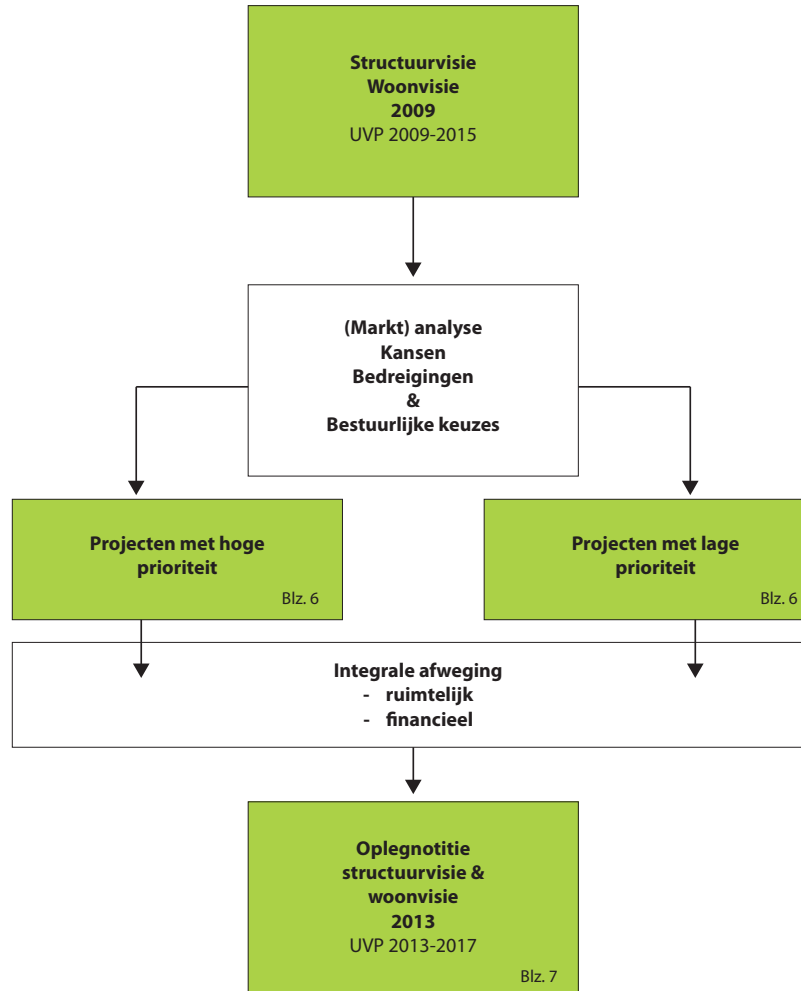 Structuurvisie
Woonvisie
2009
UVP 2009-2015
(Markt) analyse
Kansen
Bedreigingen
&
Bestuurlijke keuzes
Projecten met hoge
prioriteit
Blz. 6
Projecten met lage
prioriteit
Blz. 6
Integrale afweging
- ruimtelijk
- financieel
Oplegnotitie
structuurvisie &
woonvisie
2013
UVP 2013-2017
Blz. 7